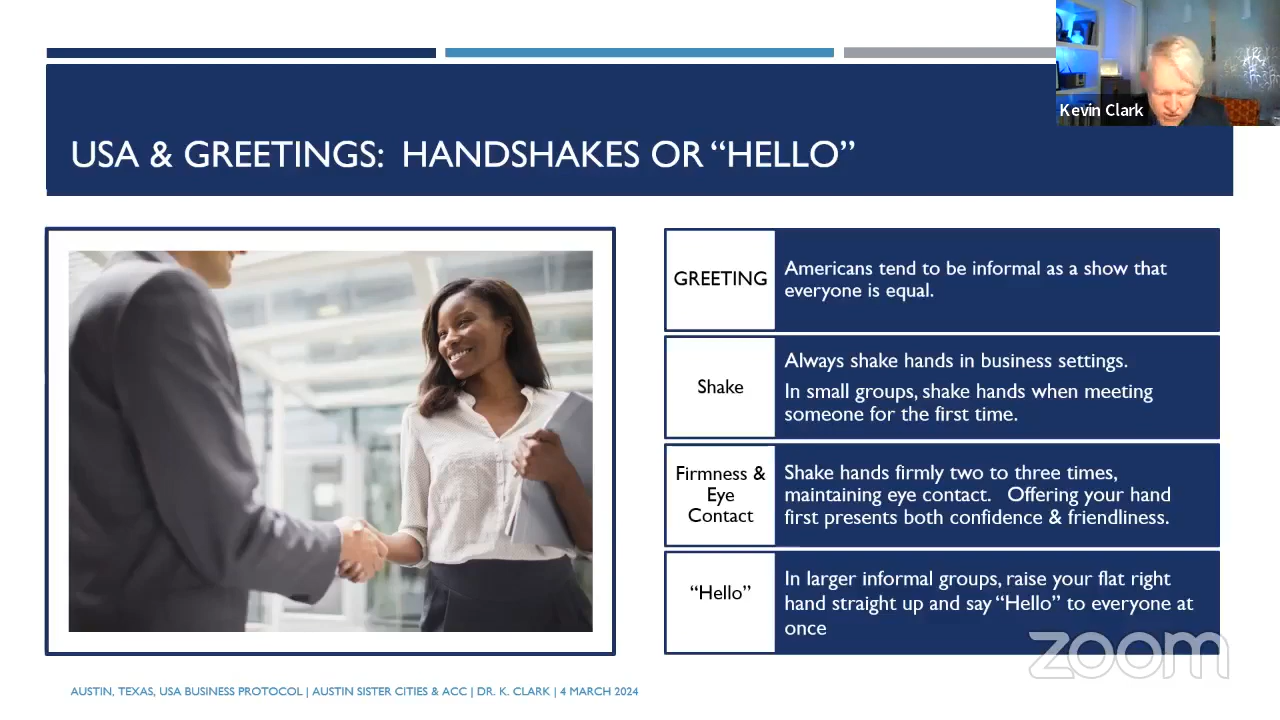 Kevin Clark
USA & GREETINGS: HANDSHAKES OR “HELLO”
GREETING
Americans tend to be informal as a show that
everyone is equal.
Shake
Always shake hands in business settings.
In small groups, shake hands when meeting
someone for the first time.
Firmness &
Eye
Contact
Shake hands firmly two to three times,
maintaining eye contact. Offering your hand
first presents both confidence & friendliness.
“Hello”
In larger informal groups, raise your flat right
hand straight up and say “Hello” to everyone at
once
zoom
AUSTIN, TEXAS, USA BUSINESS PROTOCOL | AUSTIN SISTER CITIES & ACC | DR. K. CLARK | 4 MARCH 2024